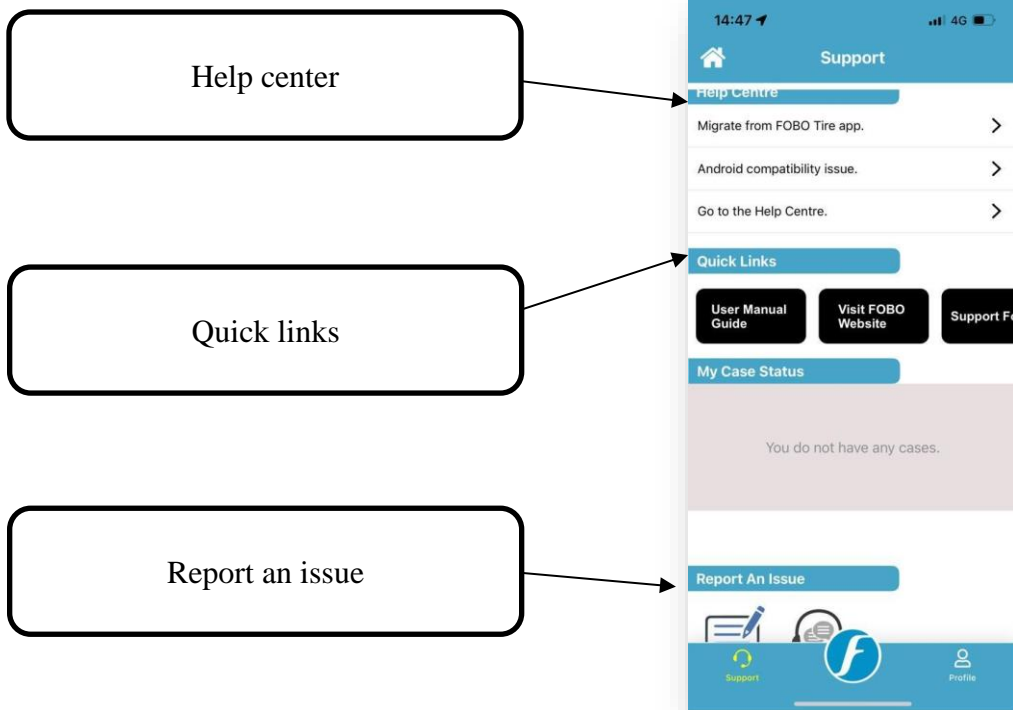 Help center
Quick links
Report an issue
14:47
4G
Support
Help Centre
Migrate from FOBO Tire app.
Android compatibility issue.
Go to the Help Centre.
Quick Links
User Manual
Guide
Visit FOBO
Website
Support
My Case Status
You do not have any cases.
Report An Issue
Support
Profile